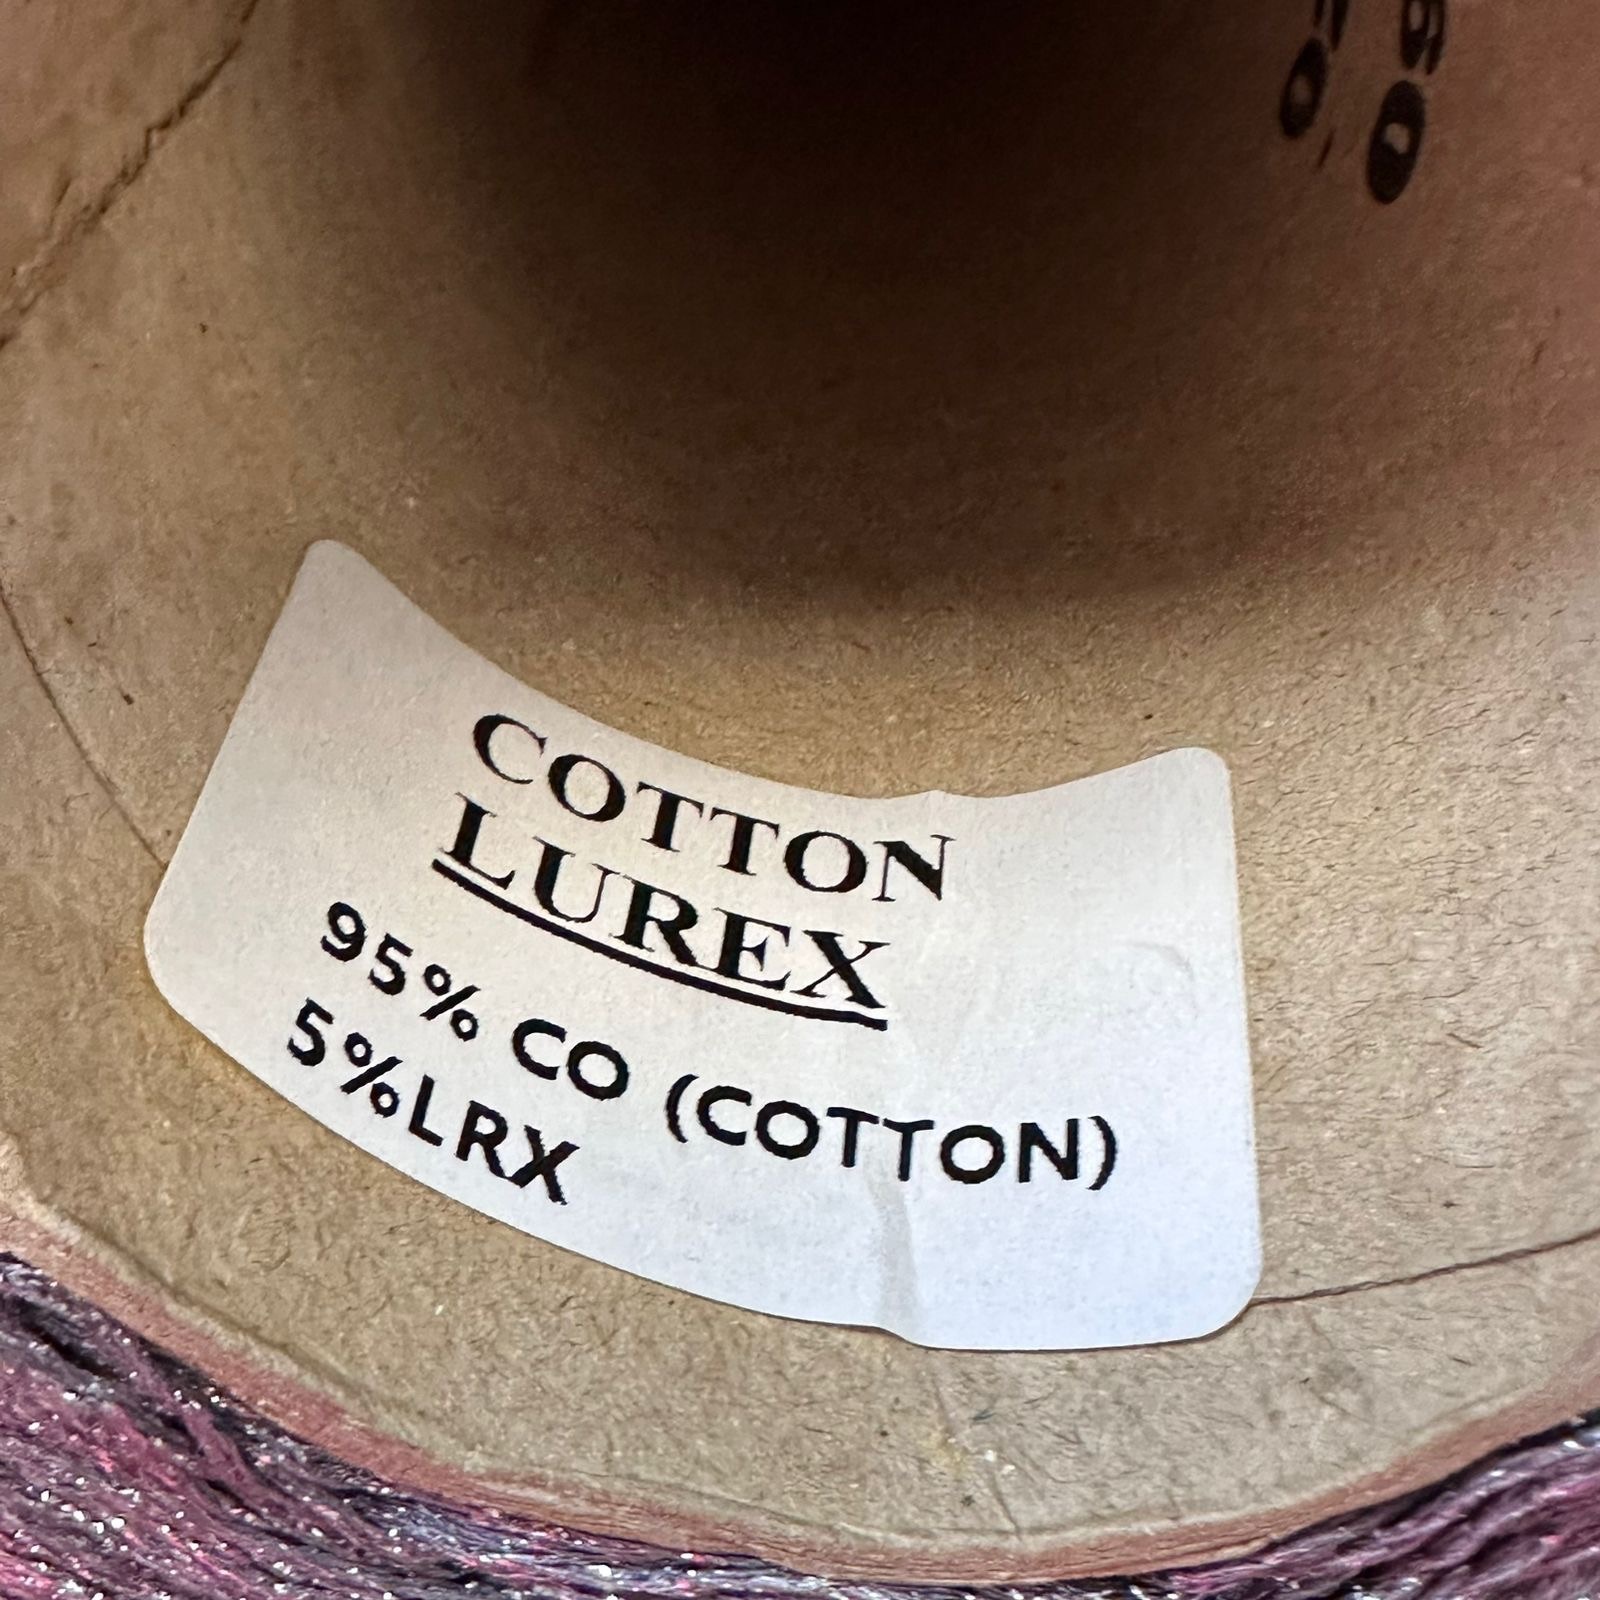 COTTON
LUREX
95% CO (COTTON)
5%LRX